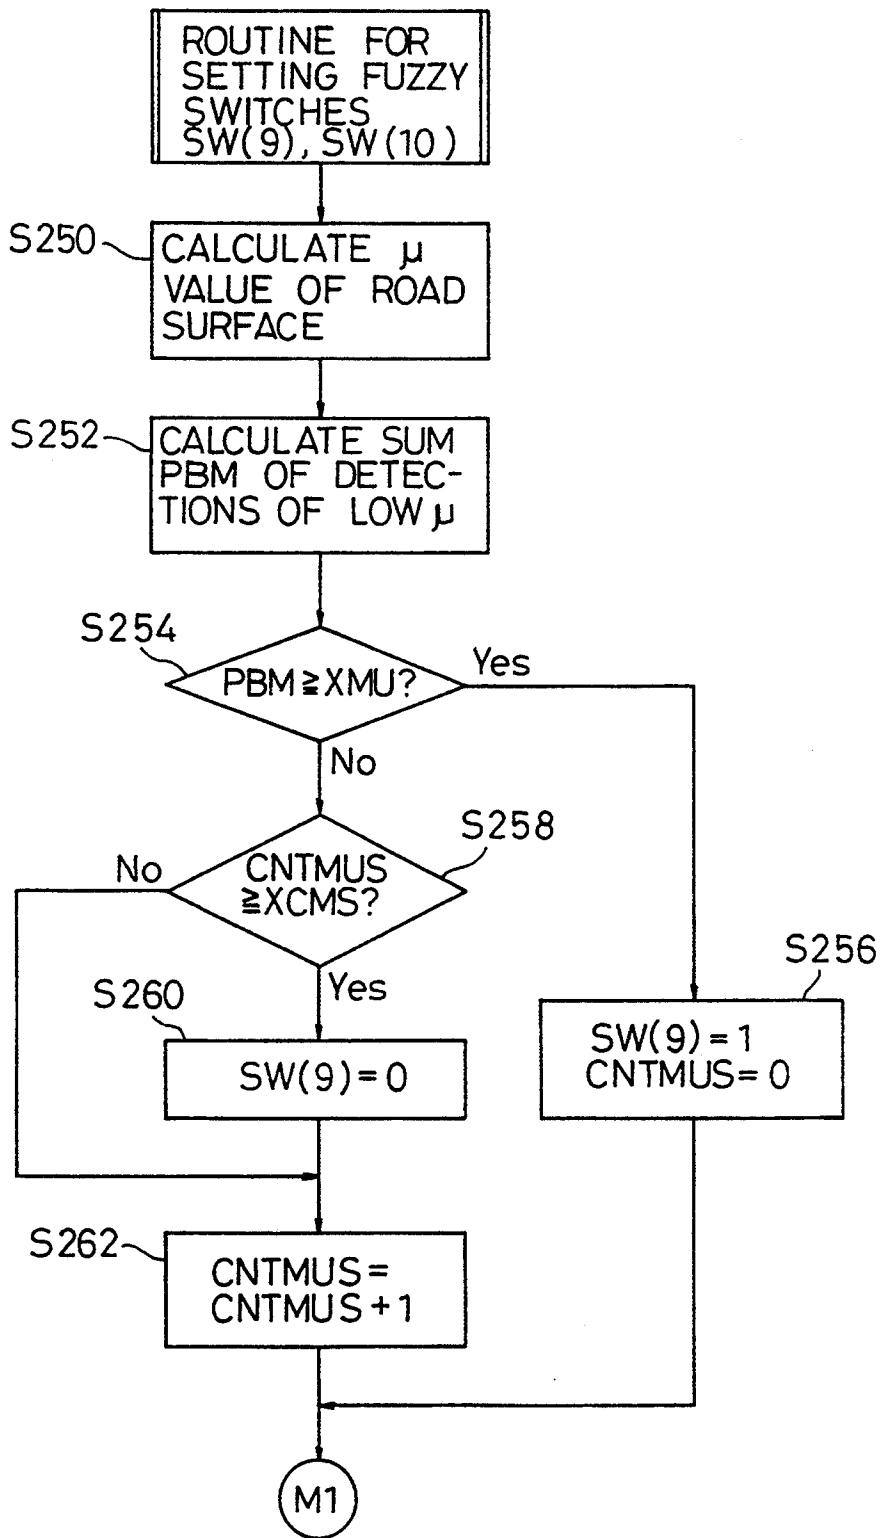 ROUTINE FOR
SETTING FUZZY
SWITCHES
SW(9), SW(10)
S250
CALCULATE μ
VALUE OF ROAD
SURFACE
S252
CALCULATE SUM
PBM OF DETEC-
TIONS OF LOW μ
S254
PBM ≧ XMU?
Yes
No
S258
CNTMUS
≧XCMS?
No
Yes
S256
SW(9) = 1
CNTMUS = 0
S260
SW(9) = 0
S262
CNTMUS =
CNTMUS + 1
M1